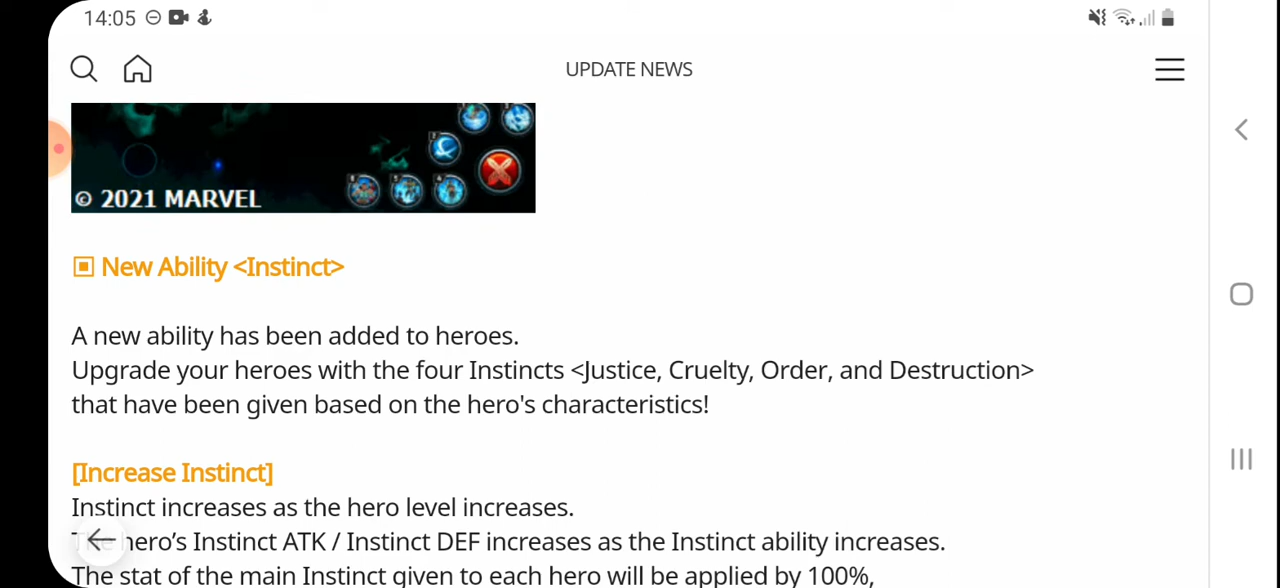 14:05
UPDATE NEWS
© 2021 MARVEL
New Ability <Instinct>
A new ability has been added to heroes.
Upgrade your heroes with the four Instincts <Justice, Cruelty, Order, and Destruction>
that have been given based on the hero's characteristics!
[Increase Instinct]
Instinct increases as the hero level increases.
The hero’s Instinct ATK / Instinct DEF increases as the Instinct ability increases.
The stat of the main Instinct given to each hero will be applied by 100%,